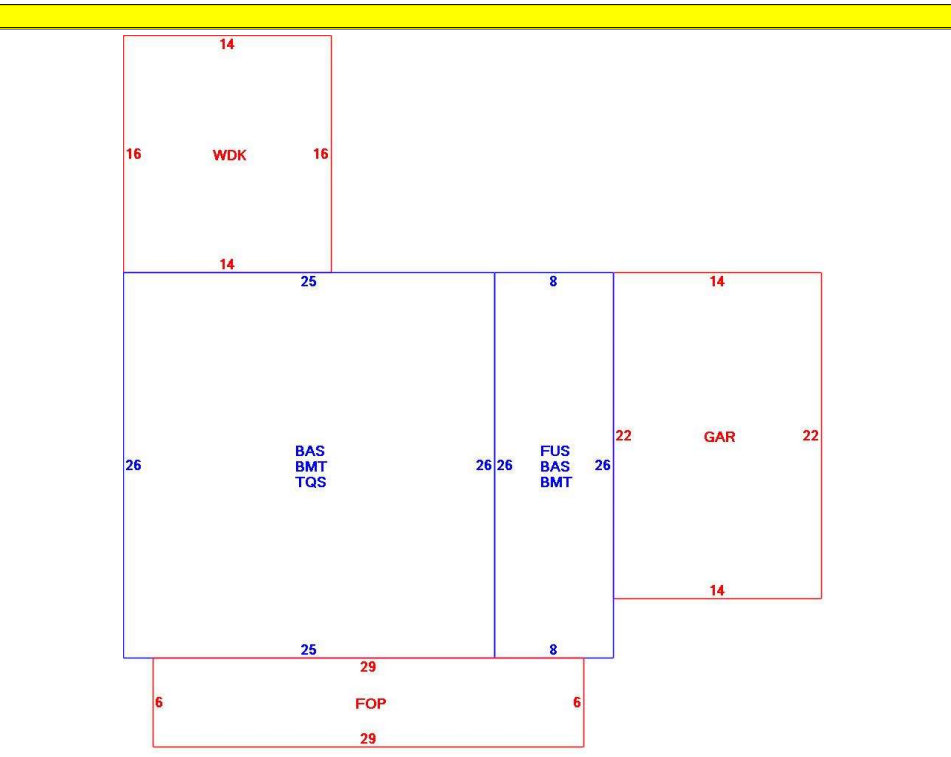 14
16 WDK 16
14
25 8 14
22 GAR 22
BAS FUS
26 BMT 26 26 BAS 26
TQS BMT
14
25 8
29
6 FOP 6
29